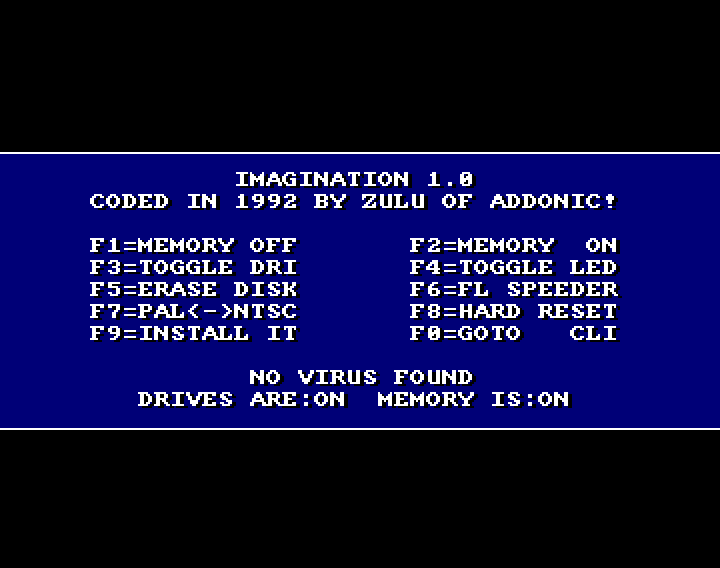 IMAGINATION 1.0
CODED IN 1992 BY ZULU OF ADDONIC!
F1=MEMORY OFF F2=MEMORY  ON
F3=TOGGLE DRI F4=TOGGLE LED
F5=ERASE DISK F6=FL SPEEDER
F7=PAL<->NTSC F8=HARD RESET
F9=INSTALL IT F0=GOTO   CLI
NO VIRUS FOUND
DRIVES ARE:ON  MEMORY IS:ON